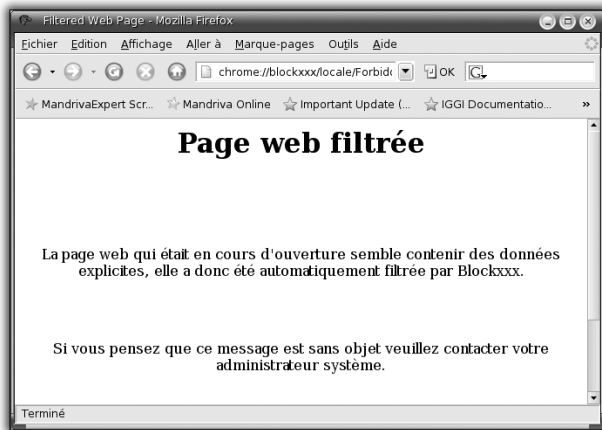 Filtered Web Page - Mozilla Firefox
Fichier Edition Affichage Aller à Marque-pages Outils Aide
chrome://blockxxx/locale/Forbid OK G
MandrivaExpert Scr... Mandriva Online Important Update (... IGGI Documentatio... »
Page web filtrée
La page web qui était en cours d'ouverture semble contenir des données
explicites, elle a donc été automatiquement filtrée par Blockxxx.
Si vous pensez que ce message est sans objet veuillez contacter votre
administrateur système.
Terminé